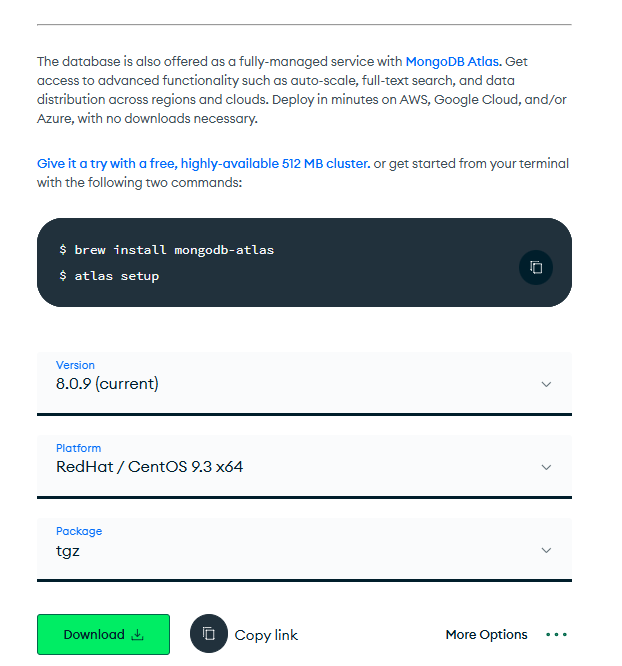 The database is also offered as a fully-managed service with MongoDB Atlas. Get
access to advanced functionality such as auto-scale, full-text search, and data
distribution across regions and clouds. Deploy in minutes on AWS, Google Cloud, and/or
Azure, with no downloads necessary.
Give it a try with a free, highly-available 512 MB cluster. or get started from your terminal
with the following two commands:
$ brew install mongodb-atlas
$ atlas setup
Version
8.0.9 (current)
Platform
RedHat / CentOS 9.3 x64
Package
tgz
Download
Copy link
More Options